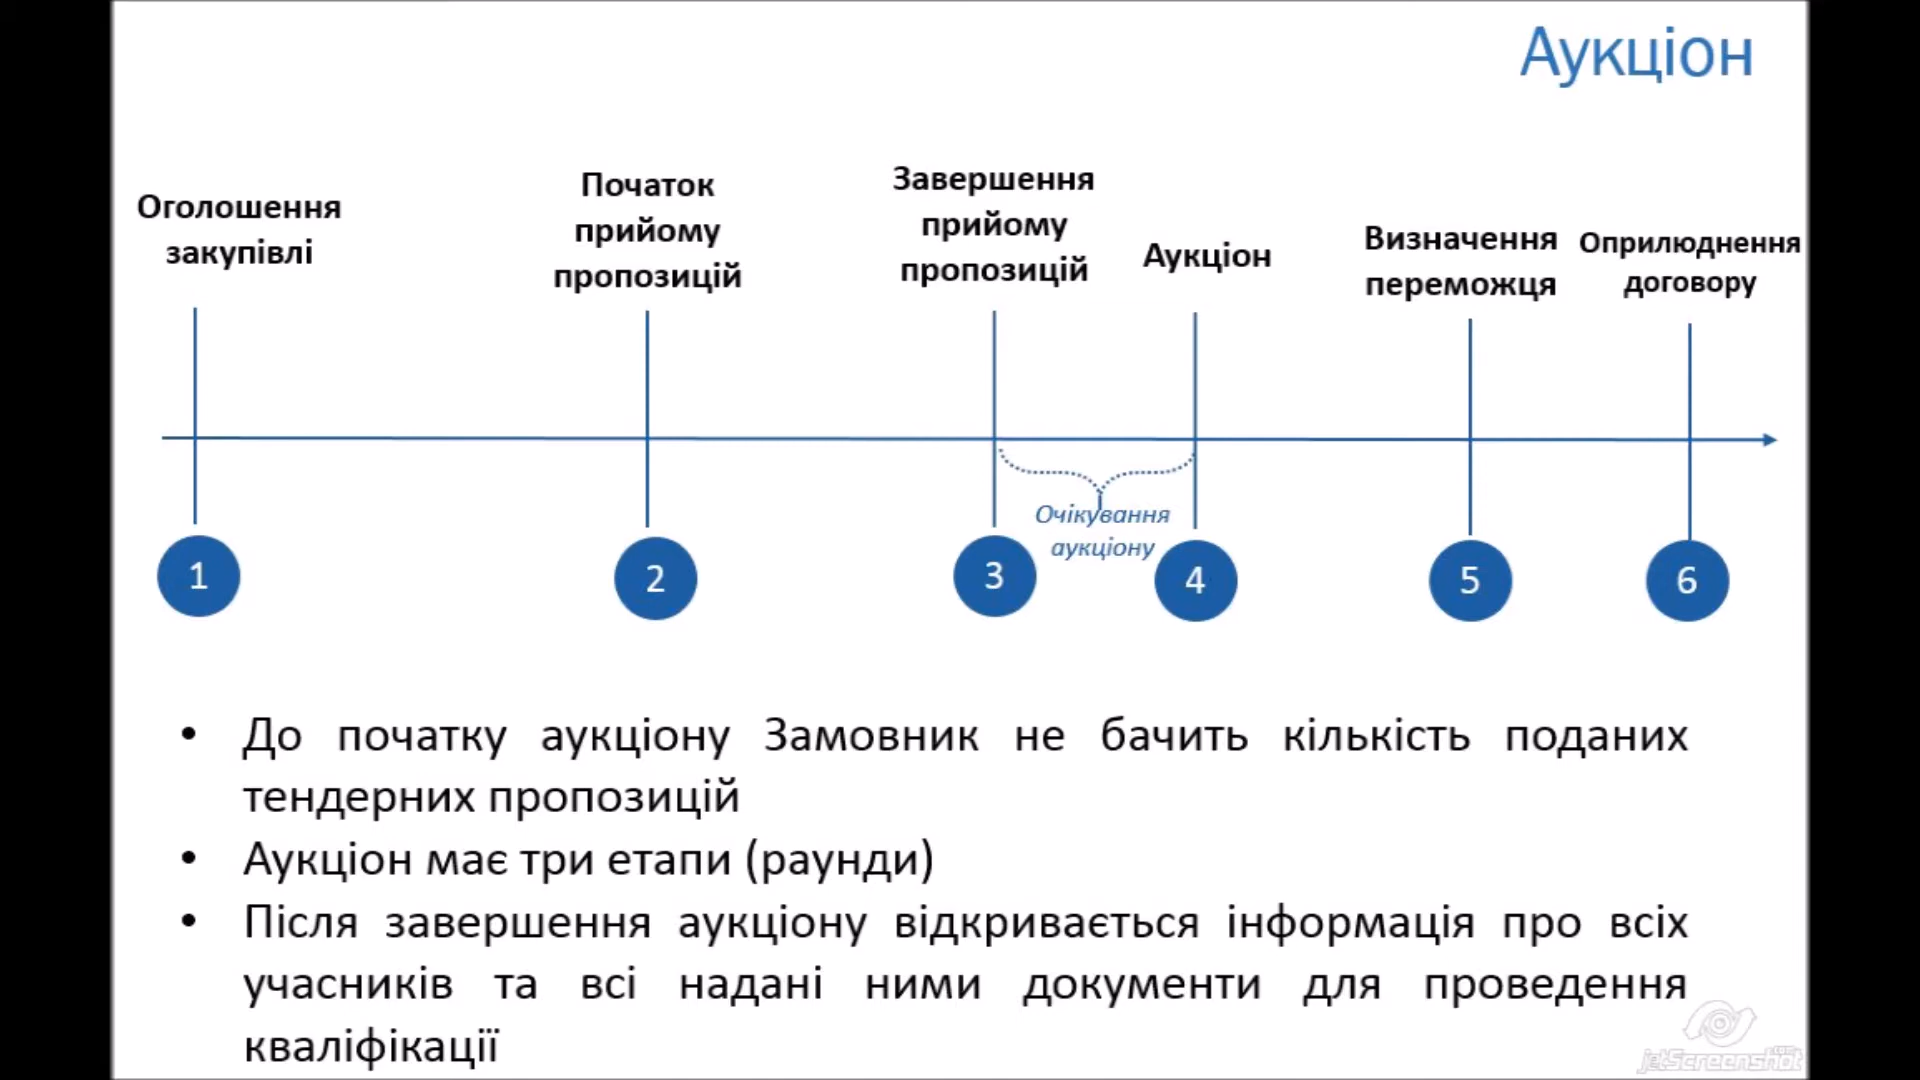 Аукціон
Оголошення
закупівлі
Початок
прийому
пропозицій
Завершення
прийому
пропозицій
Аукціон
Визначення
переможця
Оприлюднення
договору
Очікування
аукціону
1
2
3
4
5
6
• До початку аукціону Замовник не бачить кількість поданих
тендерних пропозицій
• Аукціон має три етапи (раунди)
• Після завершення аукціону відкривається інформація про всіх
учасників та всі надані ними документи для проведення
кваліфікації
jetScreenshot.com